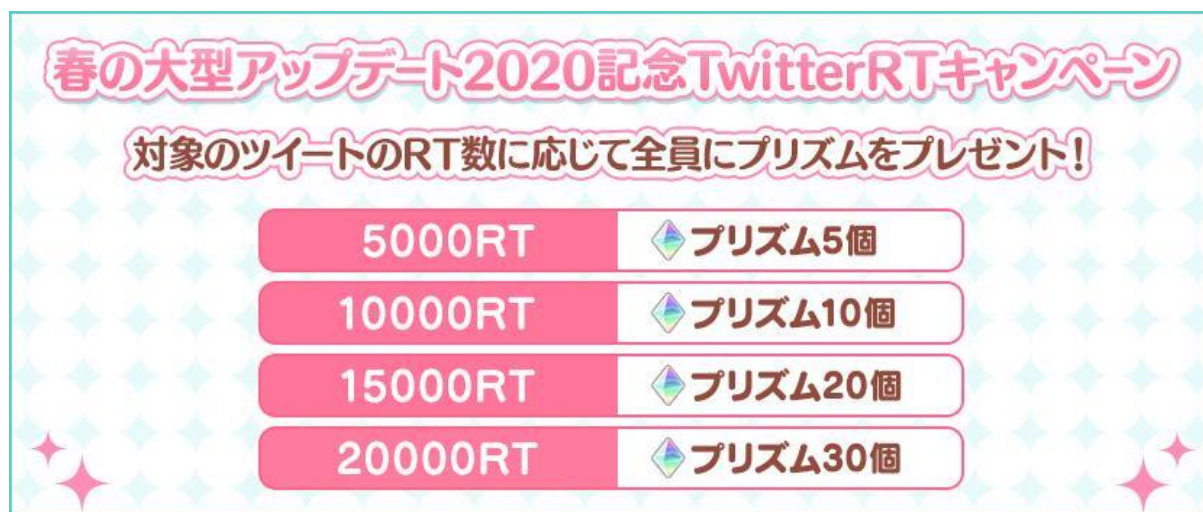 春の大型アップデート2020記念TwitterRTキャンペーン
対象のツイートのRT数に応じて全員にプリズムをプレゼント!
5000RT プリズム5個
10000RT プリズム10個
15000RT プリズム20個
20000RT プリズム30個